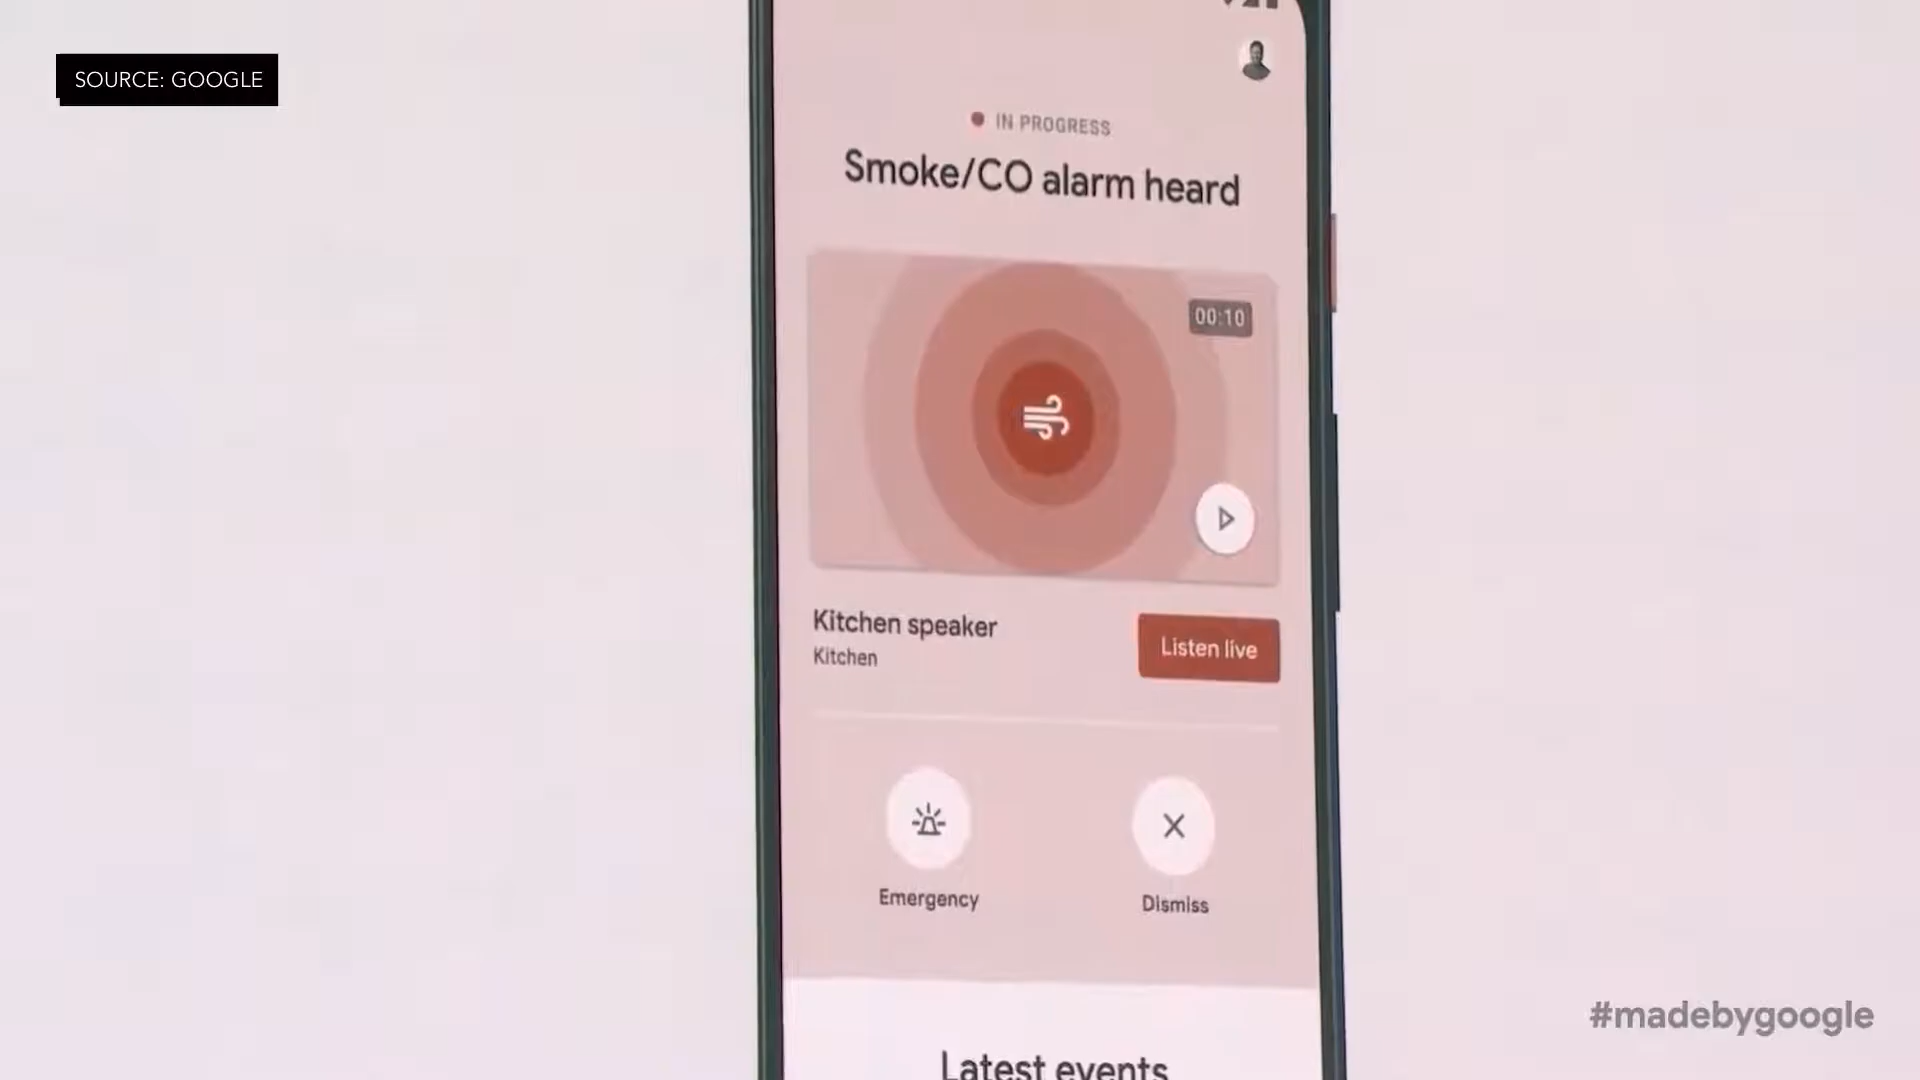 SOURCE: GOOGLE
IN PROGRESS
Smoke/CO alarm heard
00:10
Kitchen speaker
Kitchen
Listen live
Emergency
Dismiss
Latest events
#madebygoogle